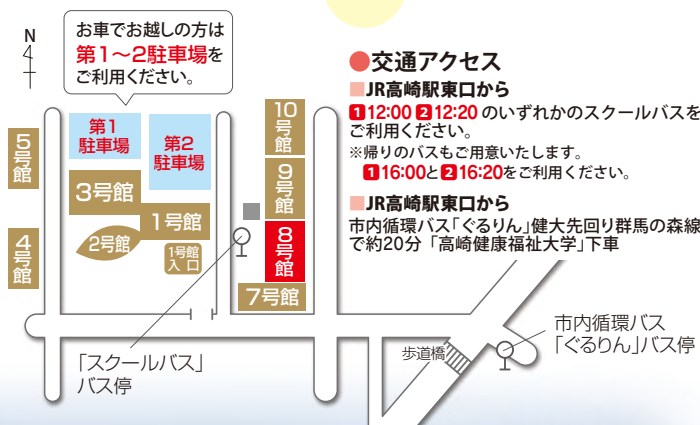 N
お車でお越しの方は
第1～2駐車場を
ご利用ください。
5号館
4号館
第1
駐車場
第2
駐車場
3号館
1号館
2号館
1号館
入口
10号館
9号館
8号館
7号館
「スクールバス」
バス停
歩道橋
市内循環バス
「ぐるりん」バス停
●交通アクセス
■JR高崎駅東口から
1 12:00 2 12:20 のいずれかのスクールバスを
ご利用ください。
※帰りのバスもご用意いたします。
1 16:00と 2 16:20をご利用ください。
■JR高崎駅東口から
市内循環バス「ぐるりん」健大先回り群馬の森線
で約20分「高崎健康福祉大学」下車